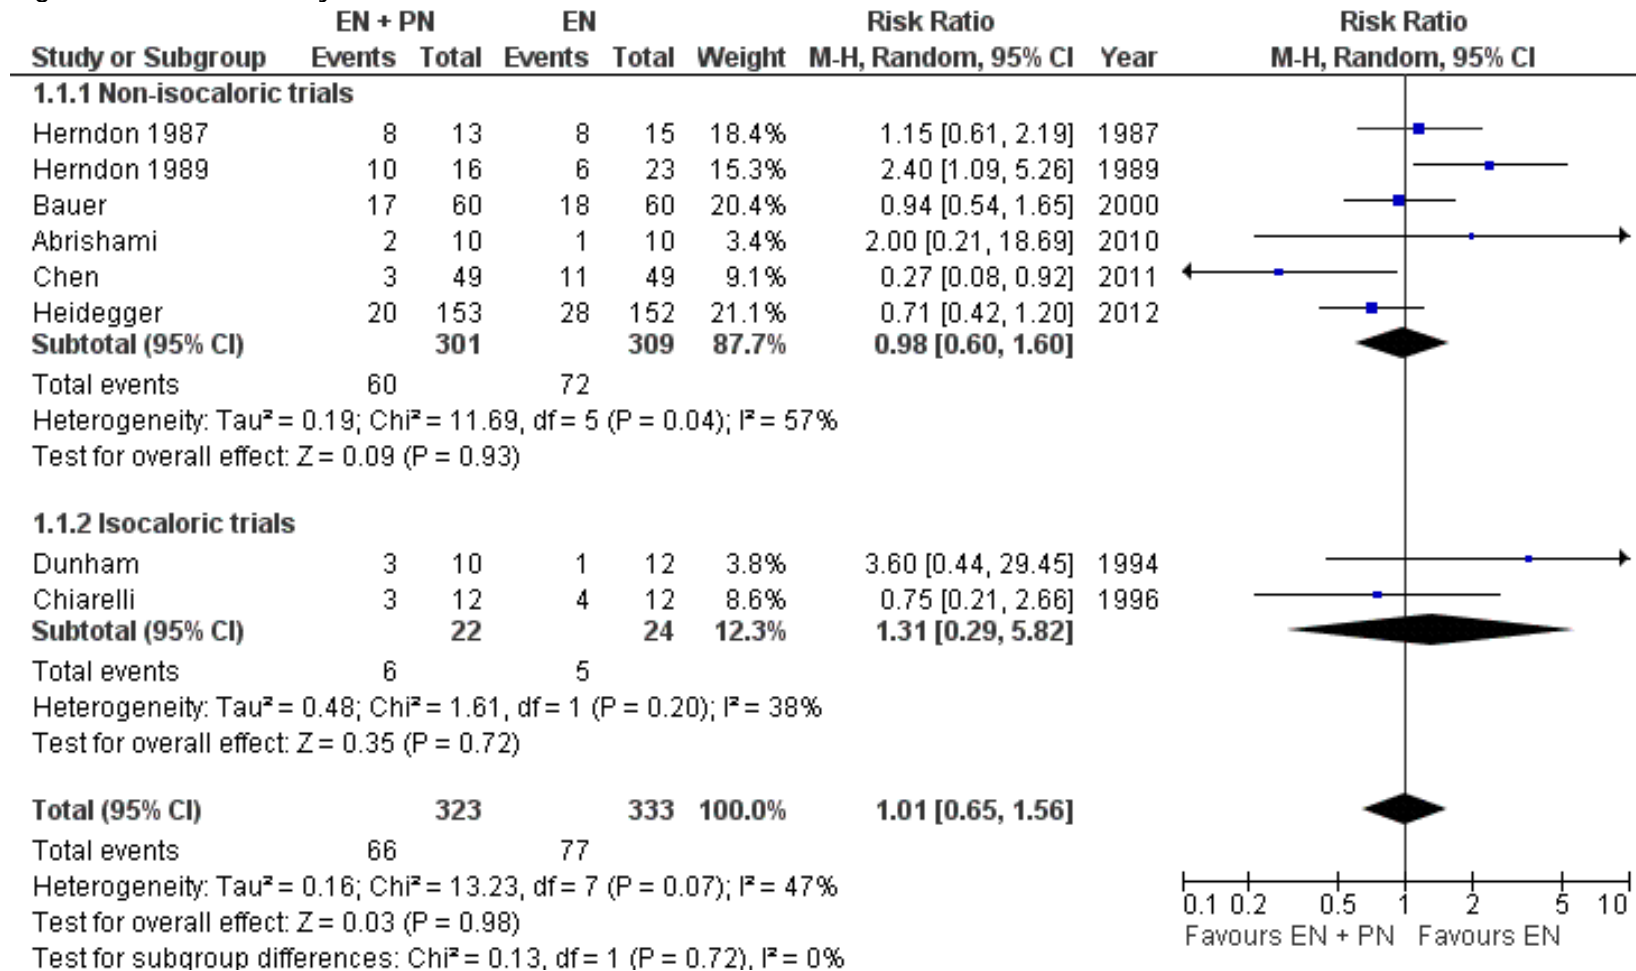 EN + PN EN Risk Ratio Risk Ratio
Study or Subgroup Events Total Events Total Weight M-H, Random, 95% CI Year M-H, Random, 95% CI
1.1.1 Non-isocaloric trials
Herndon 1987 8 13 8 15 18.4% 1.15 [0.61, 2.19] 1987
Herndon 1989 10 16 6 23 15.3% 2.40 [1.09, 5.26] 1989
Bauer 17 60 18 60 20.4% 0.94 [0.54, 1.65] 2000
Abrishami 2 10 1 10 3.4% 2.00 [0.21, 18.69] 2010
Chen 3 49 11 49 9.1% 0.27 [0.08, 0.92] 2011
Heidegger 20 153 28 152 21.1% 0.71 [0.42, 1.20] 2012
Subtotal (95% CI) 301 309 87.7% 0.98 [0.60, 1.60]
Total events 60 72
Heterogeneity: Tau² = 0.19; Chi² = 11.69, df = 5 (P = 0.04); I² = 57%
Test for overall effect: Z = 0.09 (P = 0.93)
1.1.2 Isocaloric trials
Dunham 3 10 1 12 3.8% 3.60 [0.44, 29.45] 1994
Chiarelli 3 12 4 12 8.6% 0.75 [0.21, 2.66] 1996
Subtotal (95% CI) 22 24 12.3% 1.31 [0.29, 5.82]
Total events 6 5
Heterogeneity: Tau² = 0.48; Chi² = 1.61, df = 1 (P = 0.20); I² = 38%
Test for overall effect: Z = 0.35 (P = 0.72)
Total (95% CI) 323 333 100.0% 1.01 [0.65, 1.56]
Total events 66 77
Heterogeneity: Tau² = 0.16; Chi² = 13.23, df = 7 (P = 0.07); I² = 47%
Test for overall effect: Z = 0.03 (P = 0.98)
Test for subgroup differences: Chi² = 0.13, df = 1 (P = 0.72), I² = 0%
0.1 0.2 0.5 1 2 5 10
Favours EN + PN Favours EN